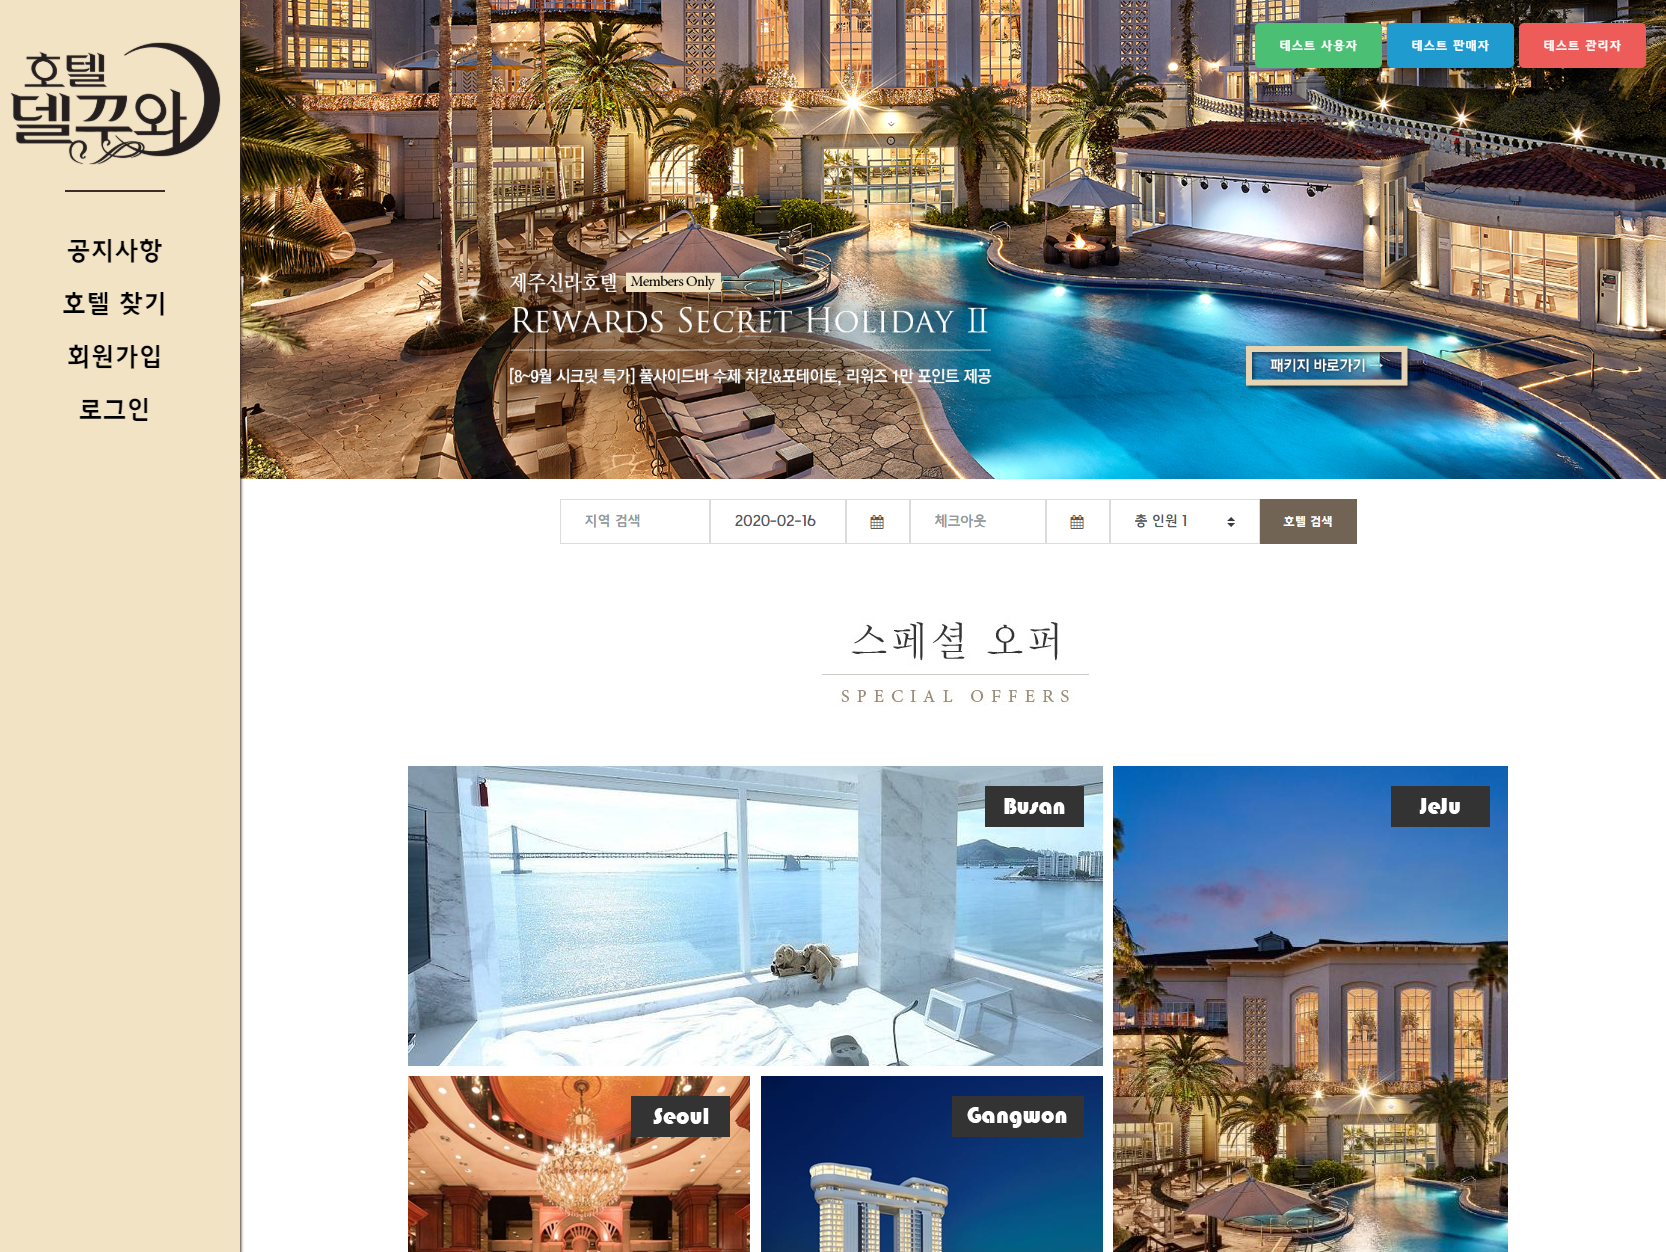 호텔
델꾸와
공지사항
호텔 찾기
회원가입
로그인
테스트 사용자
테스트 판매자
테스트 관리자
제주신라호텔 Members Only
REWARDS SECRET HOLIDAY II
[8~9월 시크릿 특가] 풀사이드바 수제 치킨&포테이토, 리워즈 1만 포인트 제공
패키지 바로가기 →
지역 검색
2020-02-16
체크아웃
총 인원 1
호텔 검색
스페셜 오퍼
SPECIAL OFFERS
Busan
JeJu
Seoul
Gangwon